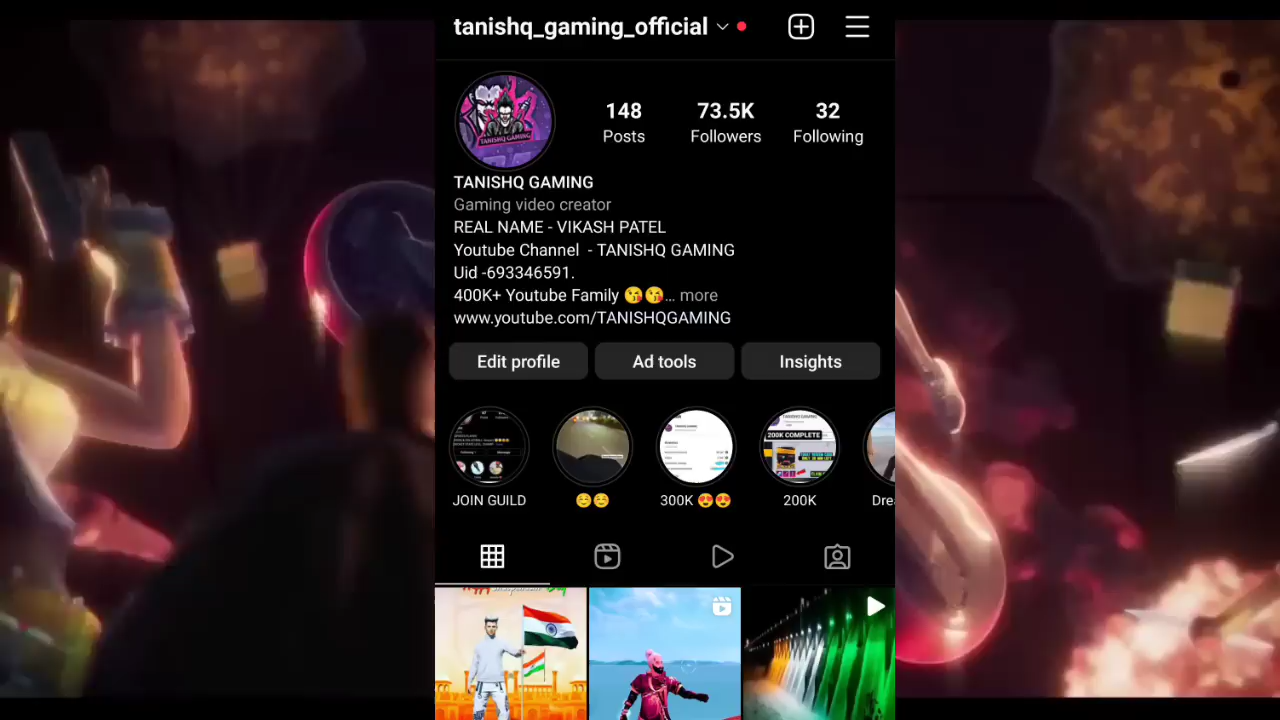 tanishq_gaming_official
148
Posts
73.5K
Followers
32
Following
TANISHQ GAMING
TANISHQ GAMING
Gaming video creator
REAL NAME - VIKASH PATEL
Youtube Channel - TANISHQ GAMING
Uid -693346591.
400K+ Youtube Family 😘😘... more
www.youtube.com/TANISHQGAMING
Edit profile
Ad tools
Insights
200K COMPLETE
JOIN GUILD
☺️☺️
300K 😍😍
200K
Dre